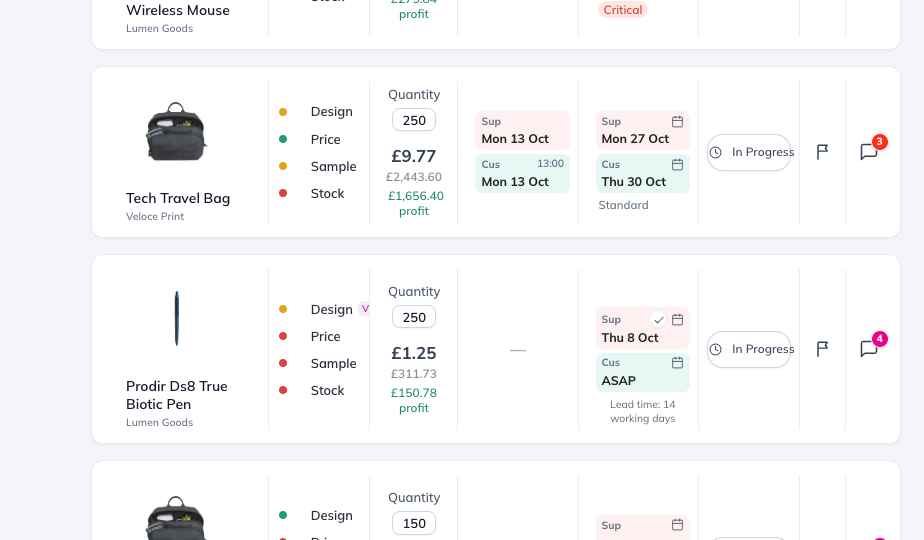 Wireless Mouse
Lumen Goods
profit
Critical
Tech Travel Bag
Veloce Print
Design
Price
Sample
Stock
Quantity
250
£9.77
£2,443.60
£1,656.40
profit
Sup
Mon 13 Oct
Cus 13:00
Mon 13 Oct
Sup
Mon 27 Oct
Cus
Thu 30 Oct
Standard
In Progress
3
Prodir Ds8 True
Biotic Pen
Lumen Goods
Design V
Price
Sample
Stock
Quantity
250
£1.25
£311.73
£150.78
profit
—
Sup
Thu 8 Oct
Cus
ASAP
Lead time: 14
working days
In Progress
4
Design
Quantity
150
Sup